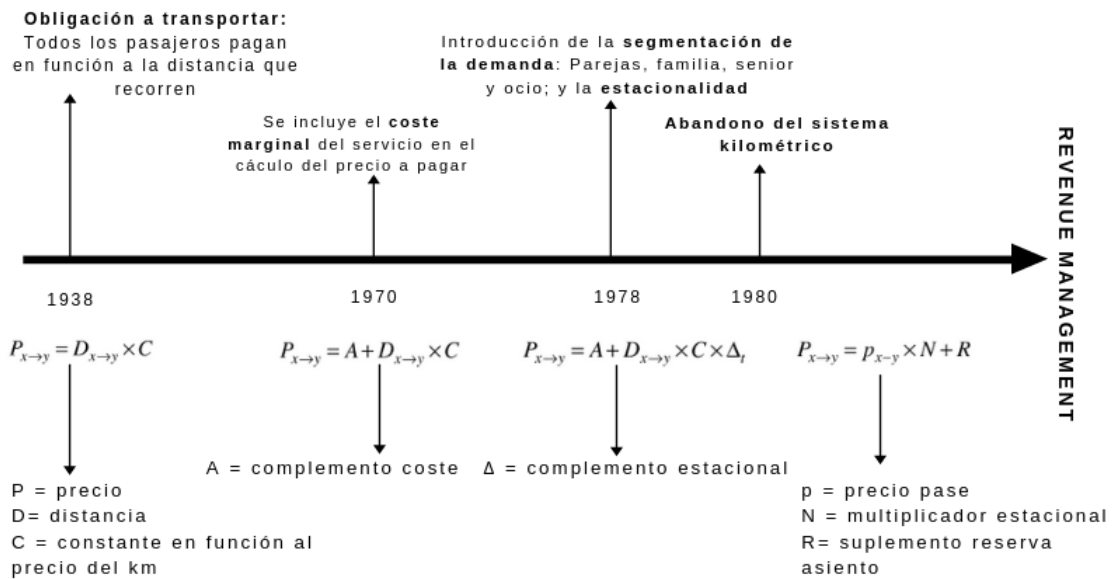 Obligación a transportar:
Todos los pasajeros pagan
en función a la distancia que
recorren
Se incluye el coste
marginal del servicio en el
cáculo del precio a pagar
Introducción de la segmentación de
la demanda: Parejas, familia, senior
y ocio; y la estacionalidad
Abandono del sistema
kilométrico
REVENUE MANAGEMENT
1938
1970
1978
1980
P_{x→y} = D_{x→y} × C
P_{x→y} = A + D_{x→y} × C
P_{x→y} = A + D_{x→y} × C × Δ_t
P_{x→y} = p_{x−y} × N + R
P = precio
D= distancia
C = constante en función al
precio del km
A = complemento coste
Δ = complemento estacional
p = precio pase
N = multiplicador estacional
R= suplemento reserva
asiento